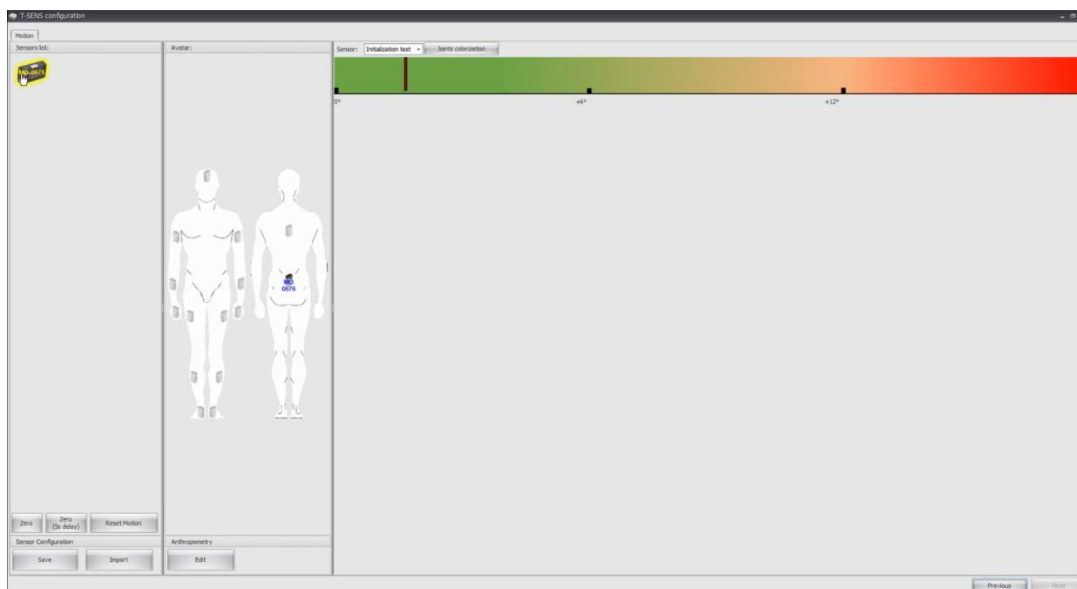 T-SENS configuration
Motion
Sensors list:
Avatar:
Sensor:
Initialization test
Joints colorization
0°
+6°
+12°
MO
0576
Zero
Zero
(5s delay)
Reset Motion
Sensor Configuration
Anthropometry
Save
Import
Edit
Previous
Next